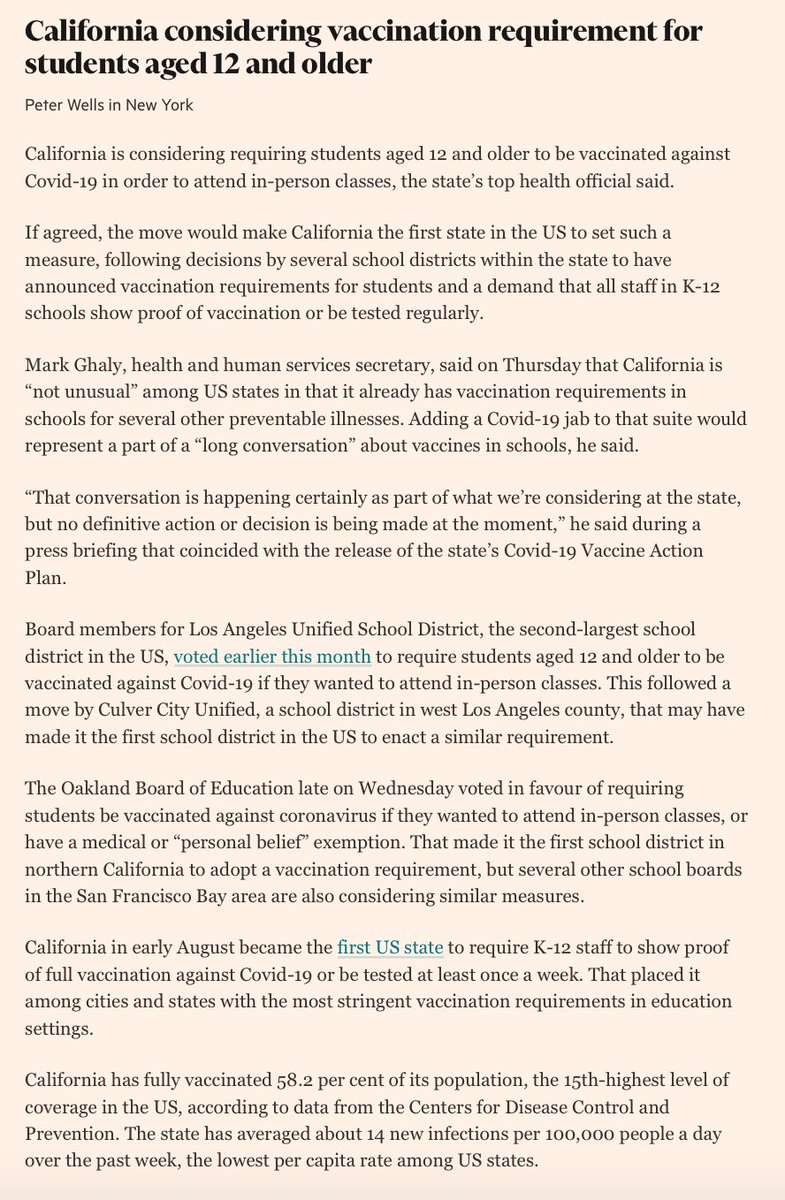 California considering vaccination requirement for
students aged 12 and older
Peter Wells in New York
California is considering requiring students aged 12 and older to be vaccinated against
Covid-19 in order to attend in-person classes, the state’s top health official said.
If agreed, the move would make California the first state in the US to set such a
measure, following decisions by several school districts within the state to have
announced vaccination requirements for students and a demand that all staff in K-12
schools show proof of vaccination or be tested regularly.
Mark Ghaly, health and human services secretary, said on Thursday that California is
“not unusual” among US states in that it already has vaccination requirements in
schools for several other preventable illnesses. Adding a Covid-19 jab to that suite would
represent a part of a “long conversation” about vaccines in schools, he said.
“That conversation is happening certainly as part of what we’re considering at the state,
but no definitive action or decision is being made at the moment,” he said during a
press briefing that coincided with the release of the state’s Covid-19 Vaccine Action
Plan.
Board members for Los Angeles Unified School District, the second-largest school
district in the US, voted earlier this month to require students aged 12 and older to be
vaccinated against Covid-19 if they wanted to attend in-person classes. This followed a
move by Culver City Unified, a school district in west Los Angeles county, that may have
made it the first school district in the US to enact a similar requirement.
The Oakland Board of Education late on Wednesday voted in favour of requiring
students be vaccinated against coronavirus if they wanted to attend in-person classes, or
have a medical or “personal belief” exemption. That made it the first school district in
northern California to adopt a vaccination requirement, but several other school boards
in the San Francisco Bay area are also considering similar measures.
California in early August became the first US state to require K-12 staff to show proof
of full vaccination against Covid-19 or be tested at least once a week. That placed it
among cities and states with the most stringent vaccination requirements in education
settings.
California has fully vaccinated 58.2 per cent of its population, the 15th-highest level of
coverage in the US, according to data from the Centers for Disease Control and
Prevention. The state has averaged about 14 new infections per 100,000 people a day
over the past week, the lowest per capita rate among US states.